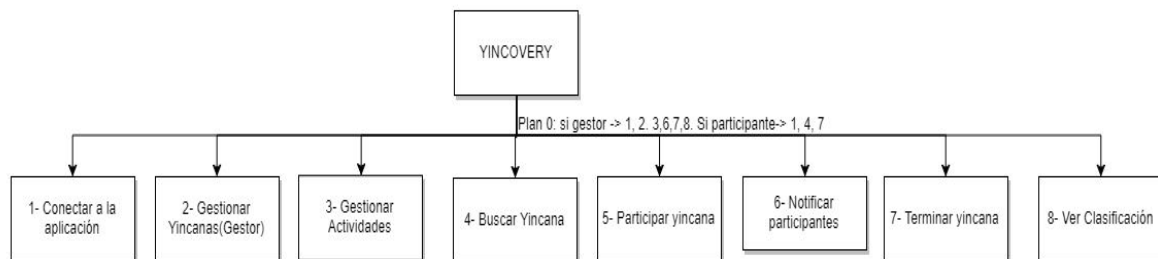 YINCOVERY
Plan 0: si gestor -> 1, 2. 3,6,7,8. Si participante-> 1, 4, 7
1- Conectar a la
aplicación
2- Gestionar
Yincanas(Gestor)
3- Gestionar
Actividades
4- Buscar Yincana
5- Participar yincana
6- Notificar
participantes
7- Terminar yincana
8- Ver Clasificación